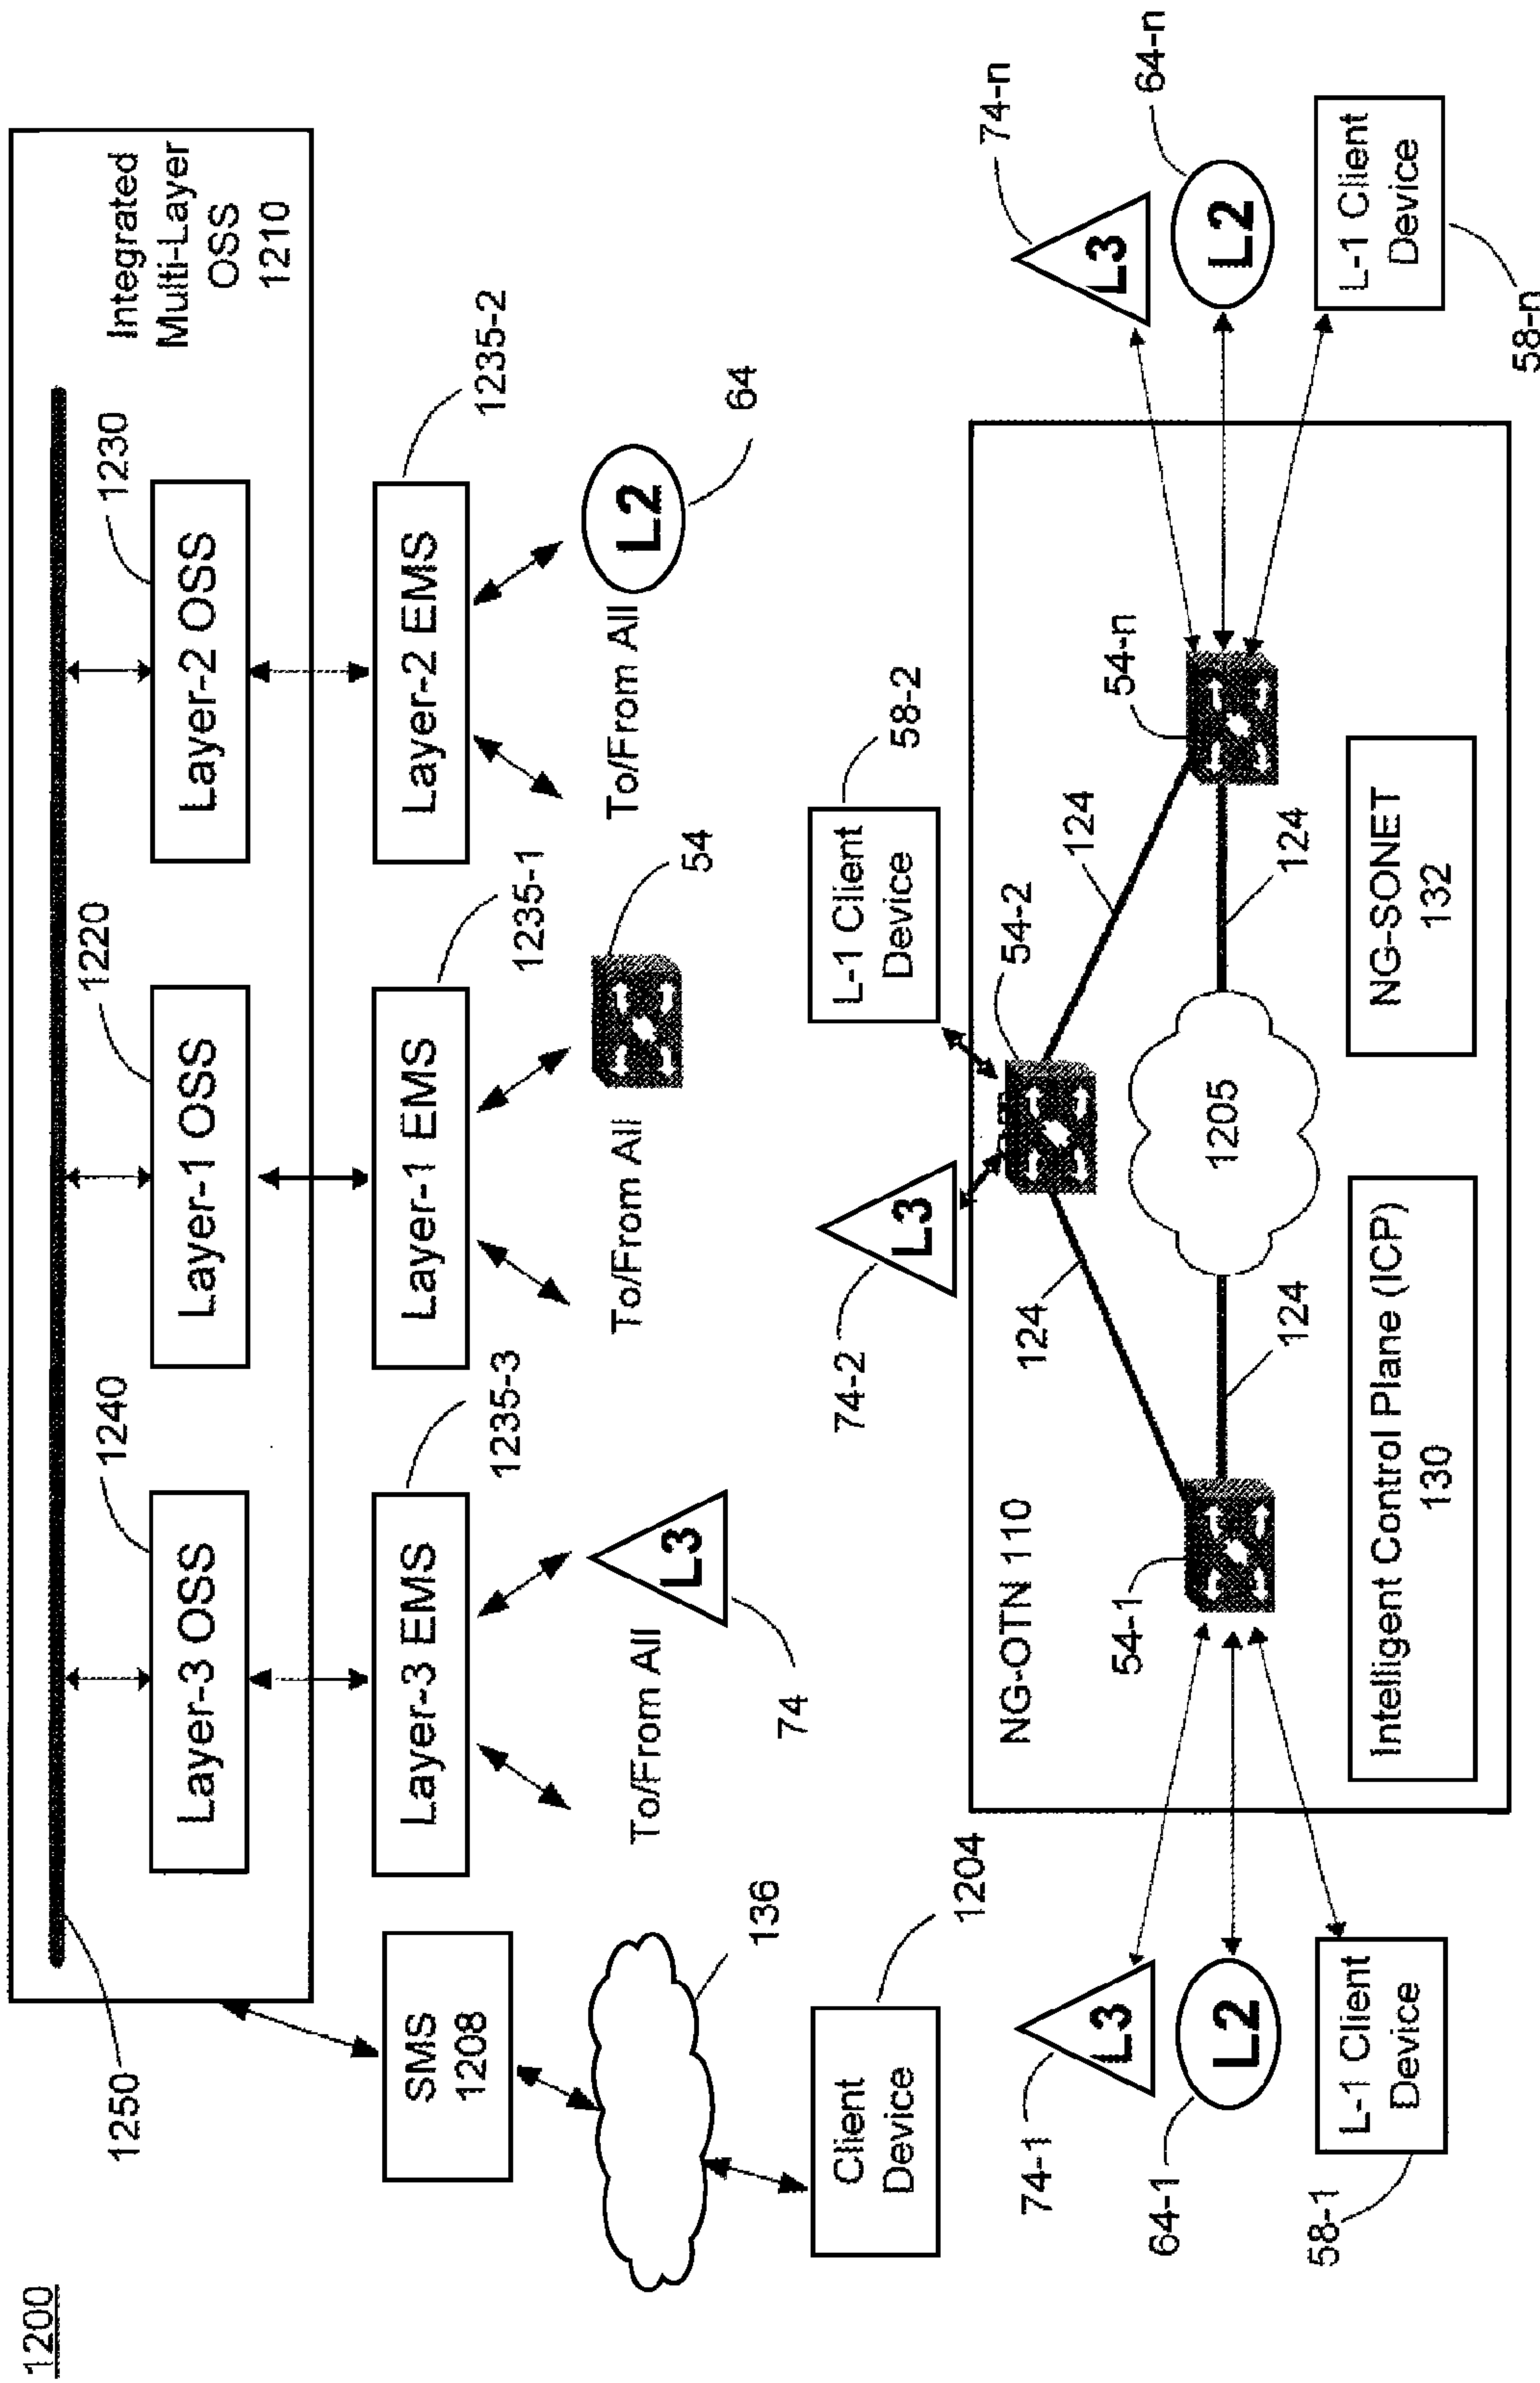 1200
1250
Integrated
Multi-Layer
OSS
1210
1240
1220
1230
Layer-3 OSS
Layer-1 OSS
Layer-2 OSS
SMS
1208
Layer-3 EMS
Layer-1 EMS
Layer-2 EMS
1235-3
1235-1
1235-2
136
To/From All
L3
74
To/From All
54
To/From All
L2
64
Client
Device
1204
74-2
L3
L-1 Client
Device
58-2
NG-OTN 110
54-2
124
124
54-n
74-1
L3
64-1
L2
58-1
L-1 Client
Device
54-1
124
1205
124
74-n
L3
64-n
L2
L-1 Client
Device
58-n
Intelligent Control Plane (ICP)
130
NG-SONET
132